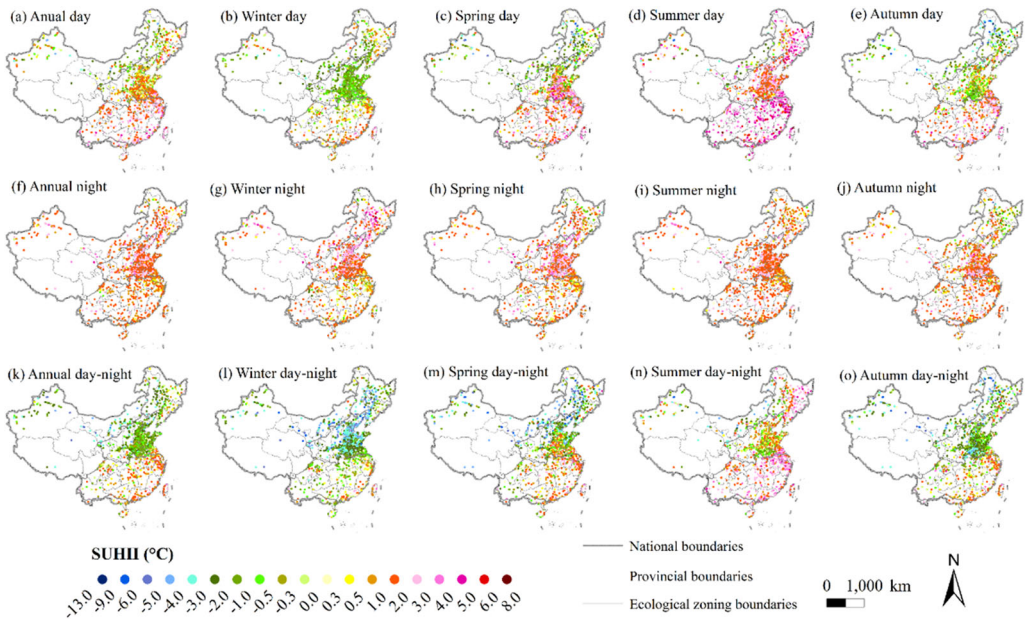 (a) Anual day
(b) Winter day
(c) Spring day
(d) Summer day
(e) Autumn day
(f) Annual night
(g) Winter night
(h) Spring night
(i) Summer night
(j) Autumn night
(k) Annual day-night
(l) Winter day-night
(m) Spring day-night
(n) Summer day-night
(o) Autumn day-night
SUHII (°C)
-13.0 -9.0 -6.0 -5.0 -4.0 -3.0 -2.0 -1.0 -0.5 -0.3 0.0 0.3 0.5 1.0 2.0 3.0 4.0 5.0 6.0 8.0
National boundaries
Provincial boundaries
Ecological zoning boundaries
0 1,000 km
N